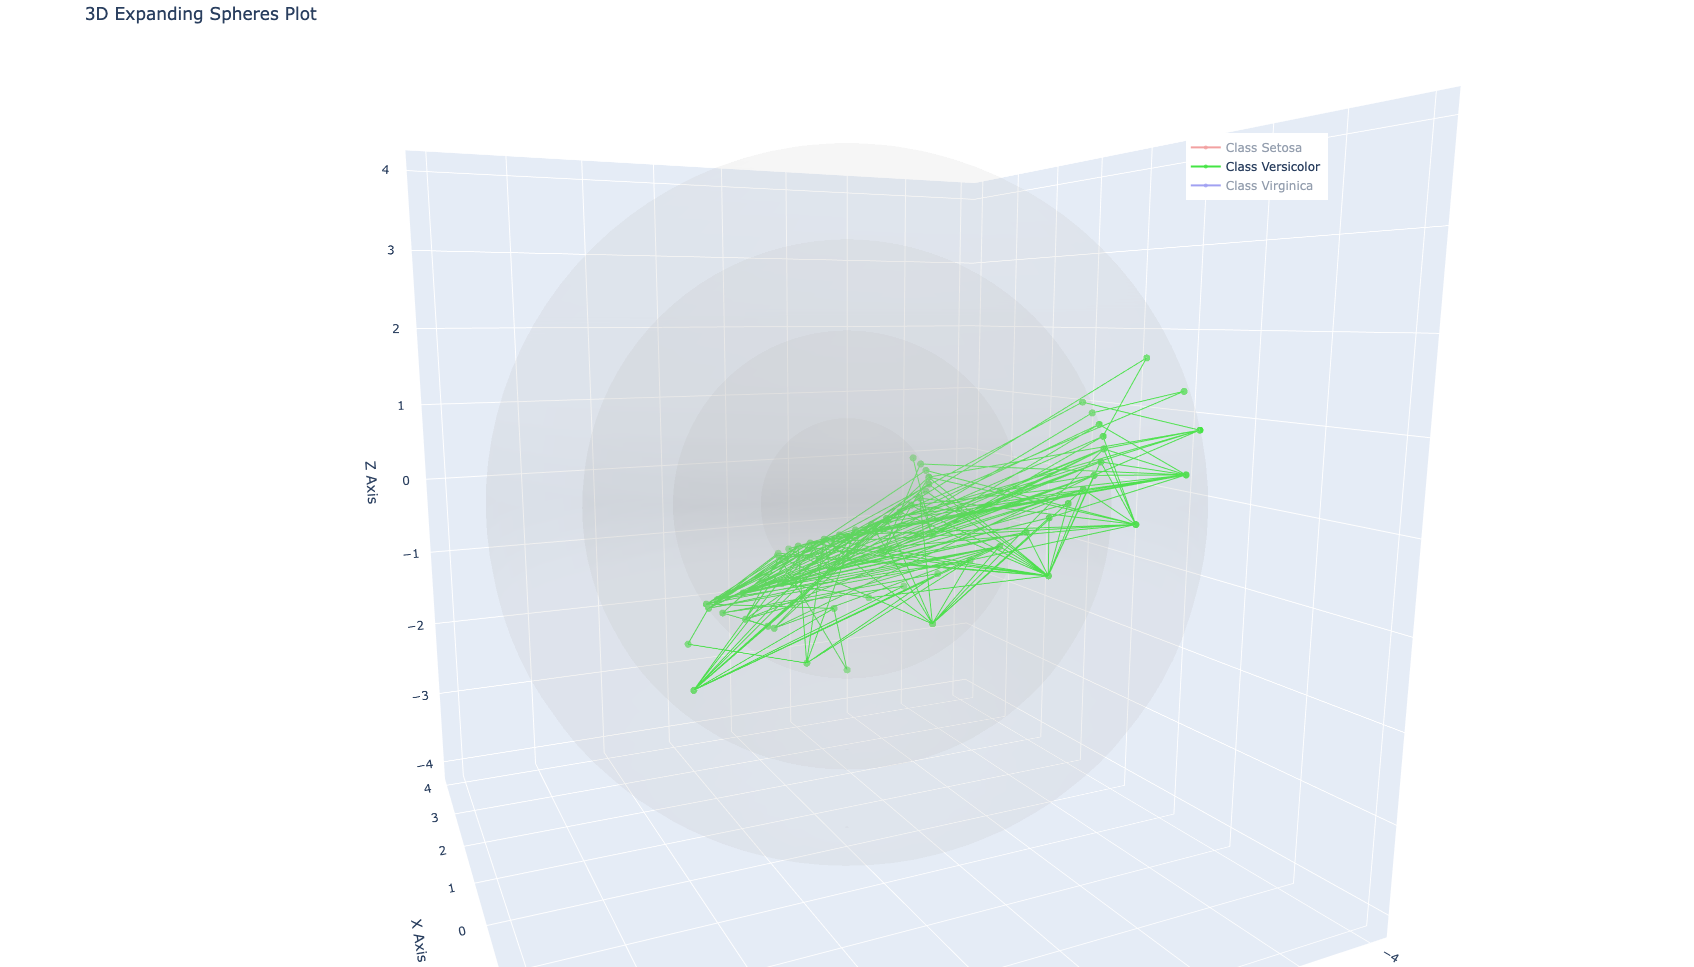 3D Expanding Spheres Plot
Class Setosa
Class Versicolor
Class Virginica
4
3
2
1
0
−1
−2
−3
−4
Z Axis
4
3
2
1
0
X Axis
−4